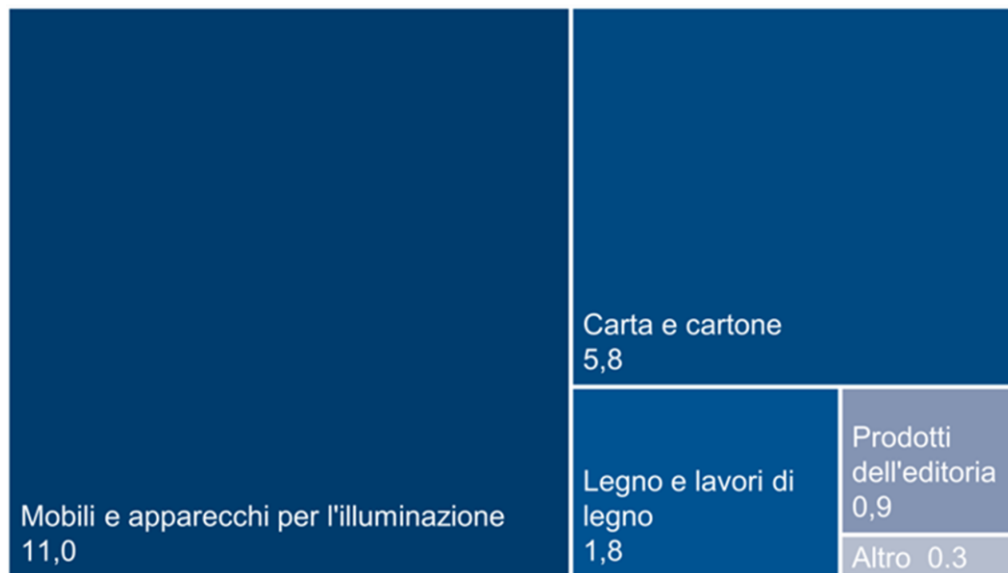 Mobili e apparecchi per l'illuminazione
11,0
Carta e cartone
5,8
Legno e lavori di
legno
1,8
Prodotti
dell'editoria
0,9
Altro 0.3